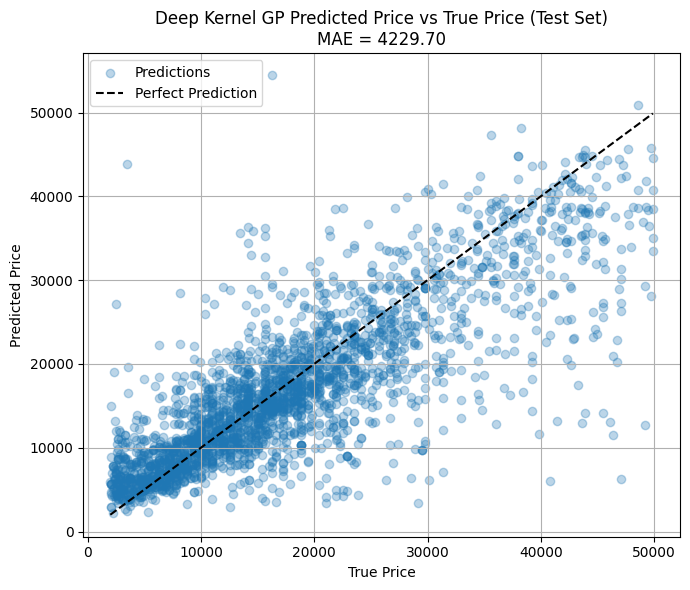 Deep Kernel GP Predicted Price vs True Price (Test Set)
MAE = 4229.70
Predictions
Perfect Prediction
Predicted Price
50000
40000
30000
20000
10000
0
0 10000 20000 30000 40000 50000
True Price